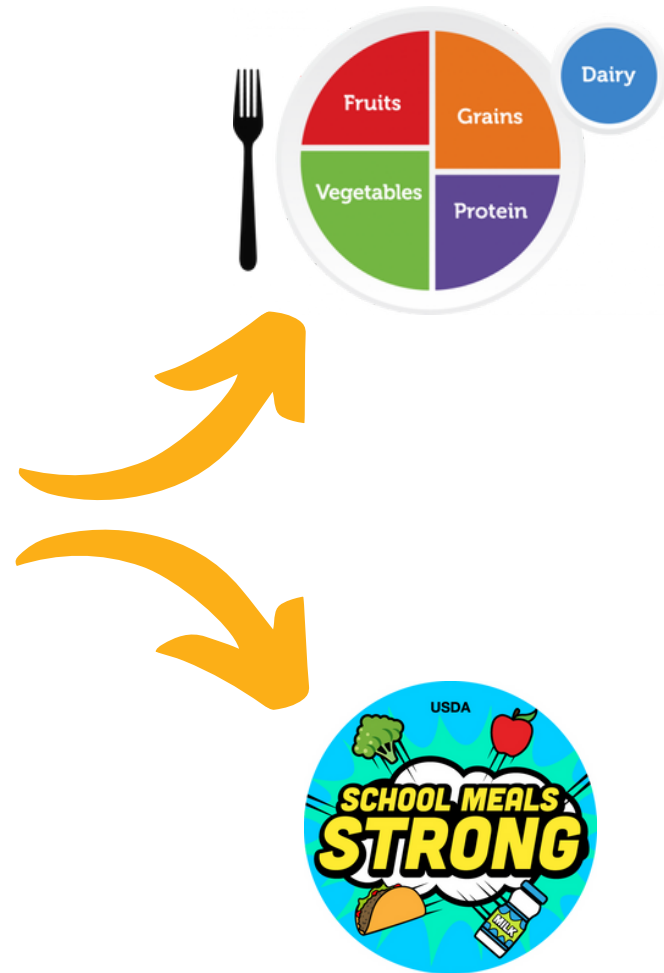 Dairy
Fruits
Grains
Vegetables
Protein
USDA
SCHOOL MEALS
STRONG
MILK